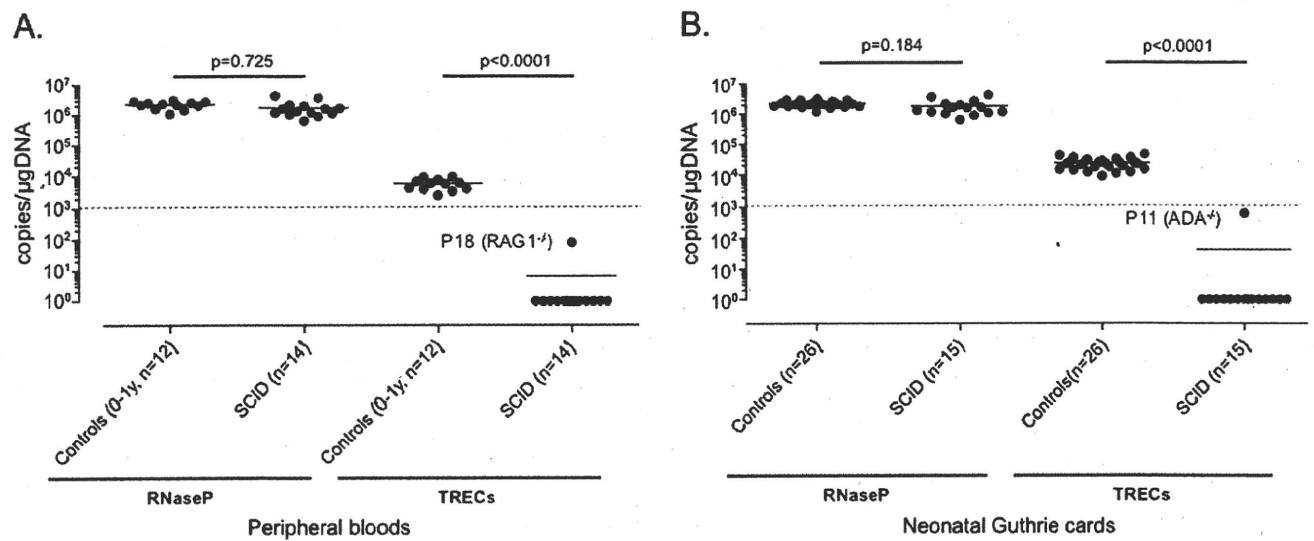 A.
p=0.725
p<0.0001
10⁷
10⁶
10⁵
10⁴
10³
10²
10¹
10⁰
copies/µgDNA
P18 (RAG1-/-)
Controls (0-1y, n=12)
SCID (n=14)
Controls (0-1y, n=12)
SCID (n=14)
RNaseP
TRECs
Peripheral bloods
B.
p=0.184
p<0.0001
10⁷
10⁶
10⁵
10⁴
10³
10²
10¹
10⁰
copies/µgDNA
P11 (ADA-/-)
Controls (n=26)
SCID (n=15)
Controls(n=26)
SCID (n=15)
RNaseP
TRECs
Neonatal Guthrie cards